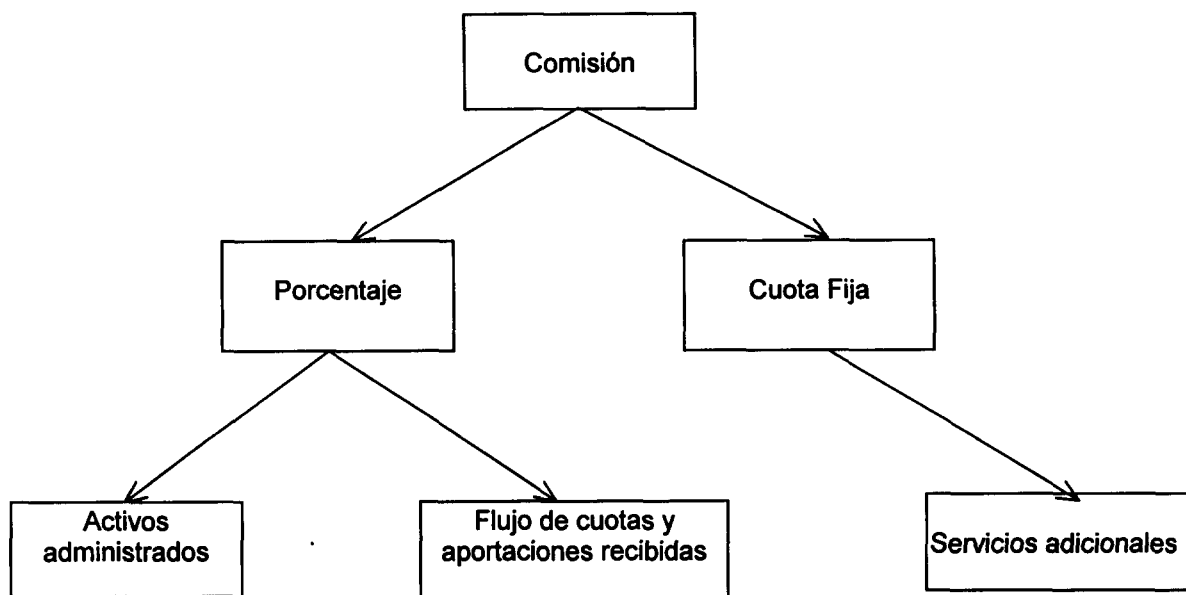 Comisión
Porcentaje
Cuota Fija
Activos
administrados
Flujo de cuotas y
aportaciones recibidas
Servicios adicionales